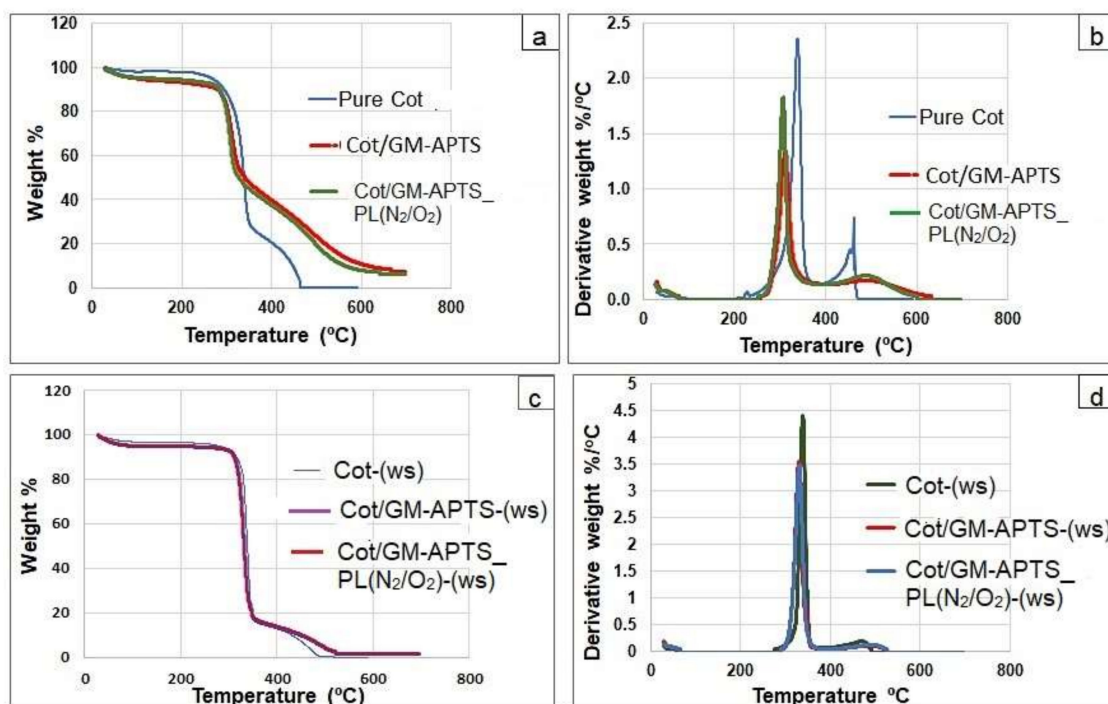 a
120
100
80
60
40
20
0
Weight %
0 200 400 600 800
Temperature (ºC)
Pure Cot
Cot/GM-APTS
Cot/GM-APTS_
PL(N₂/O₂)
b
2.5
2.0
1.5
1.0
0.5
0.0
Derivative weight %/ºC
0 200 400 600 800
Temperature (ºC)
Pure Cot
Cot/GM-APTS
Cot/GM-APTS_
PL(N₂/O₂)
c
120
100
80
60
40
20
0
Weight %
0 200 400 600 800
Temperature (ºC)
Cot-(ws)
Cot/GM-APTS-(ws)
Cot/GM-APTS_
PL(N₂/O₂)-(ws)
d
5
4.5
4
3.5
3
2.5
2
1.5
1
0.5
0
Derivative weight %/ºC
0 200 400 600 800
Temperature ºC
Cot-(ws)
Cot/GM-APTS-(ws)
Cot/GM-APTS_
PL(N₂/O₂)-(ws)